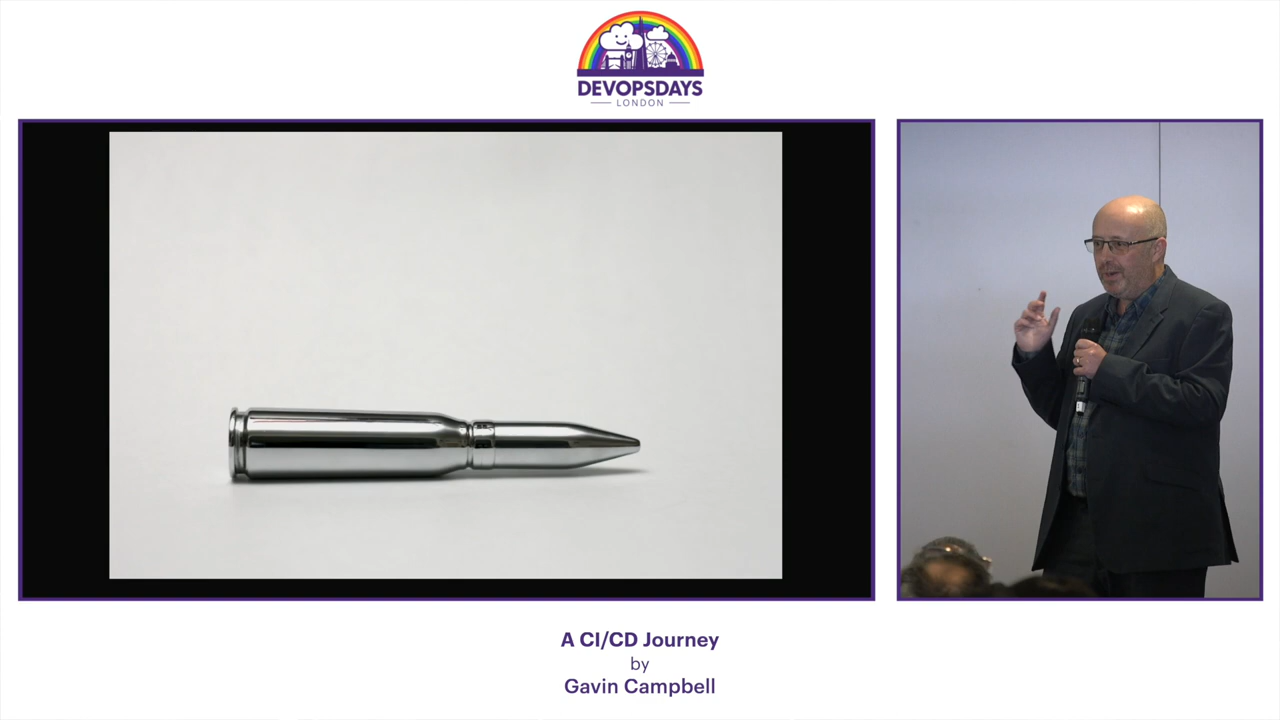 DEVOPSDAYS
LONDON
A CI/CD Journey
by
Gavin Campbell